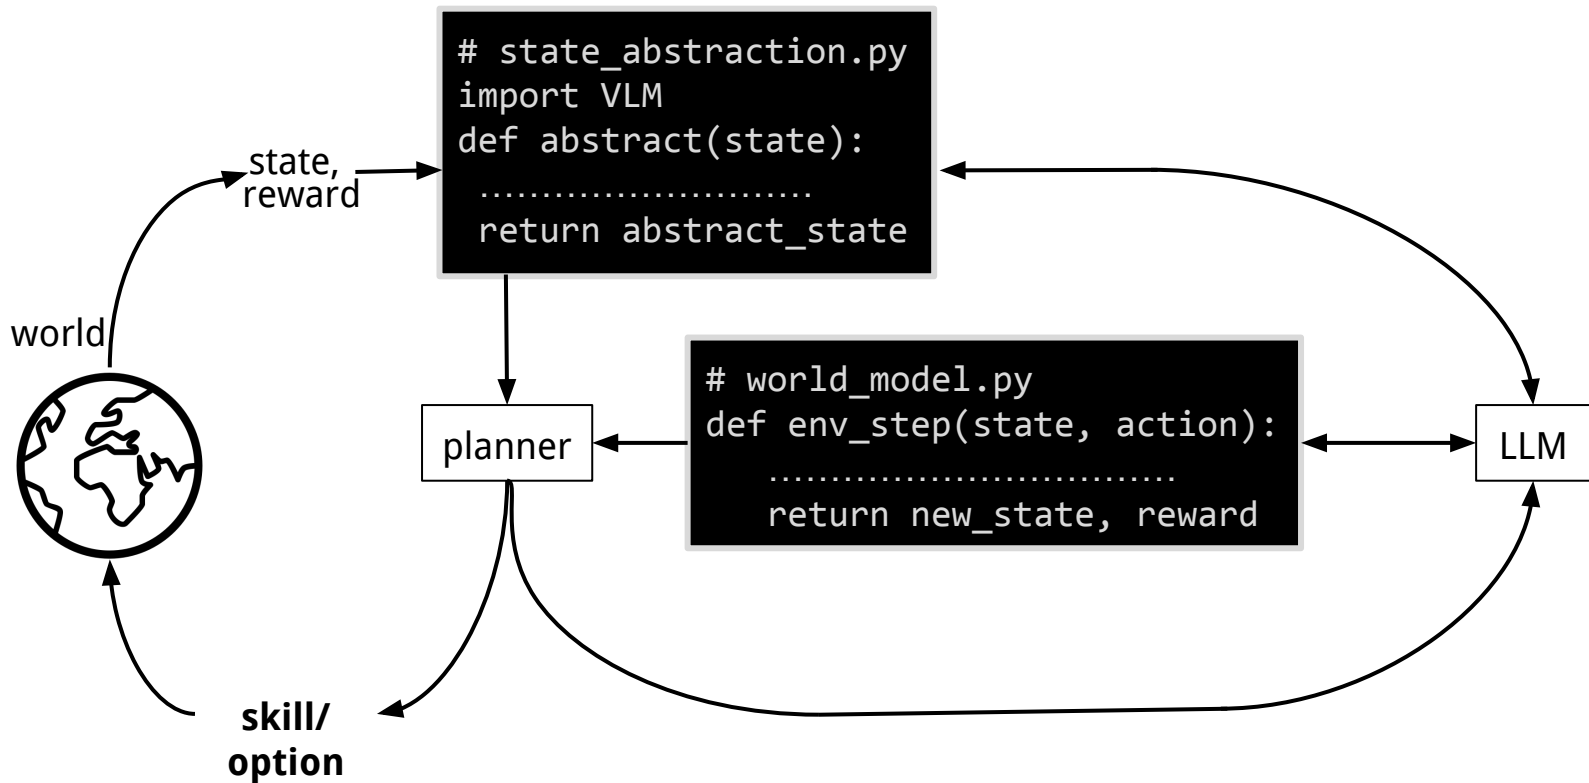 # state_abstraction.py
import VLM
def abstract(state):
...........................
return abstract_state
state,
reward
world
# world_model.py
def env_step(state, action):
.................................
return new_state, reward
planner
LLM
skill/
option